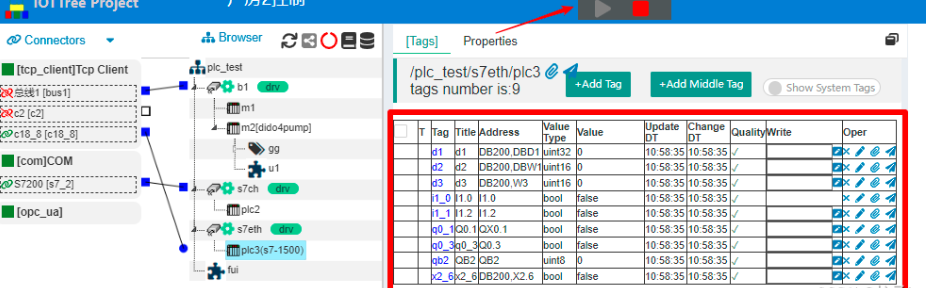 IOTTree Project
Connectors
Browser
[Tags] Properties
[tcp_client]Tcp Client
总线1 [bus1]
c2 [c2]
c18_8 [c18_8]
[com]COM
S7200 [s7_2]
[opc_ua]
plc_test
b1 drv
m1
m2[dido4pump]
gg
u1
s7ch drv
plc2
s7eth drv
plc3(s7-1500)
fui
/plc_test/s7eth/plc3
tags number is:9
+Add Tag
+Add Middle Tag
Show System Tags
T Tag Title Address Value Type Value Update DT Change DT Quality Write Oper
d1 d1 DB200,DBD1 uint32 0 10:58:35 10:58:35 ✓
d2 d2 DB200,DBW1 uint16 0 10:58:35 10:58:35 ✓
d3 d3 DB200,W3 uint16 0 10:58:35 10:58:35 ✓
i1_0 I1.0 I1.0 bool false 10:58:35 10:58:35 ✓
i1_1 I1.2 I1.2 bool false 10:58:35 10:58:35 ✓
q0_1 Q0.1 QX0.1 bool false 10:58:35 10:58:35 ✓
q0_3 q0_3 Q0.3 bool false 10:58:35 10:58:35 ✓
qb2 QB2 QB2 uint8 0 10:58:35 10:58:35 ✓
x2_6 x2_6 DB200,X2.6 bool false 10:58:35 10:58:35 ✓